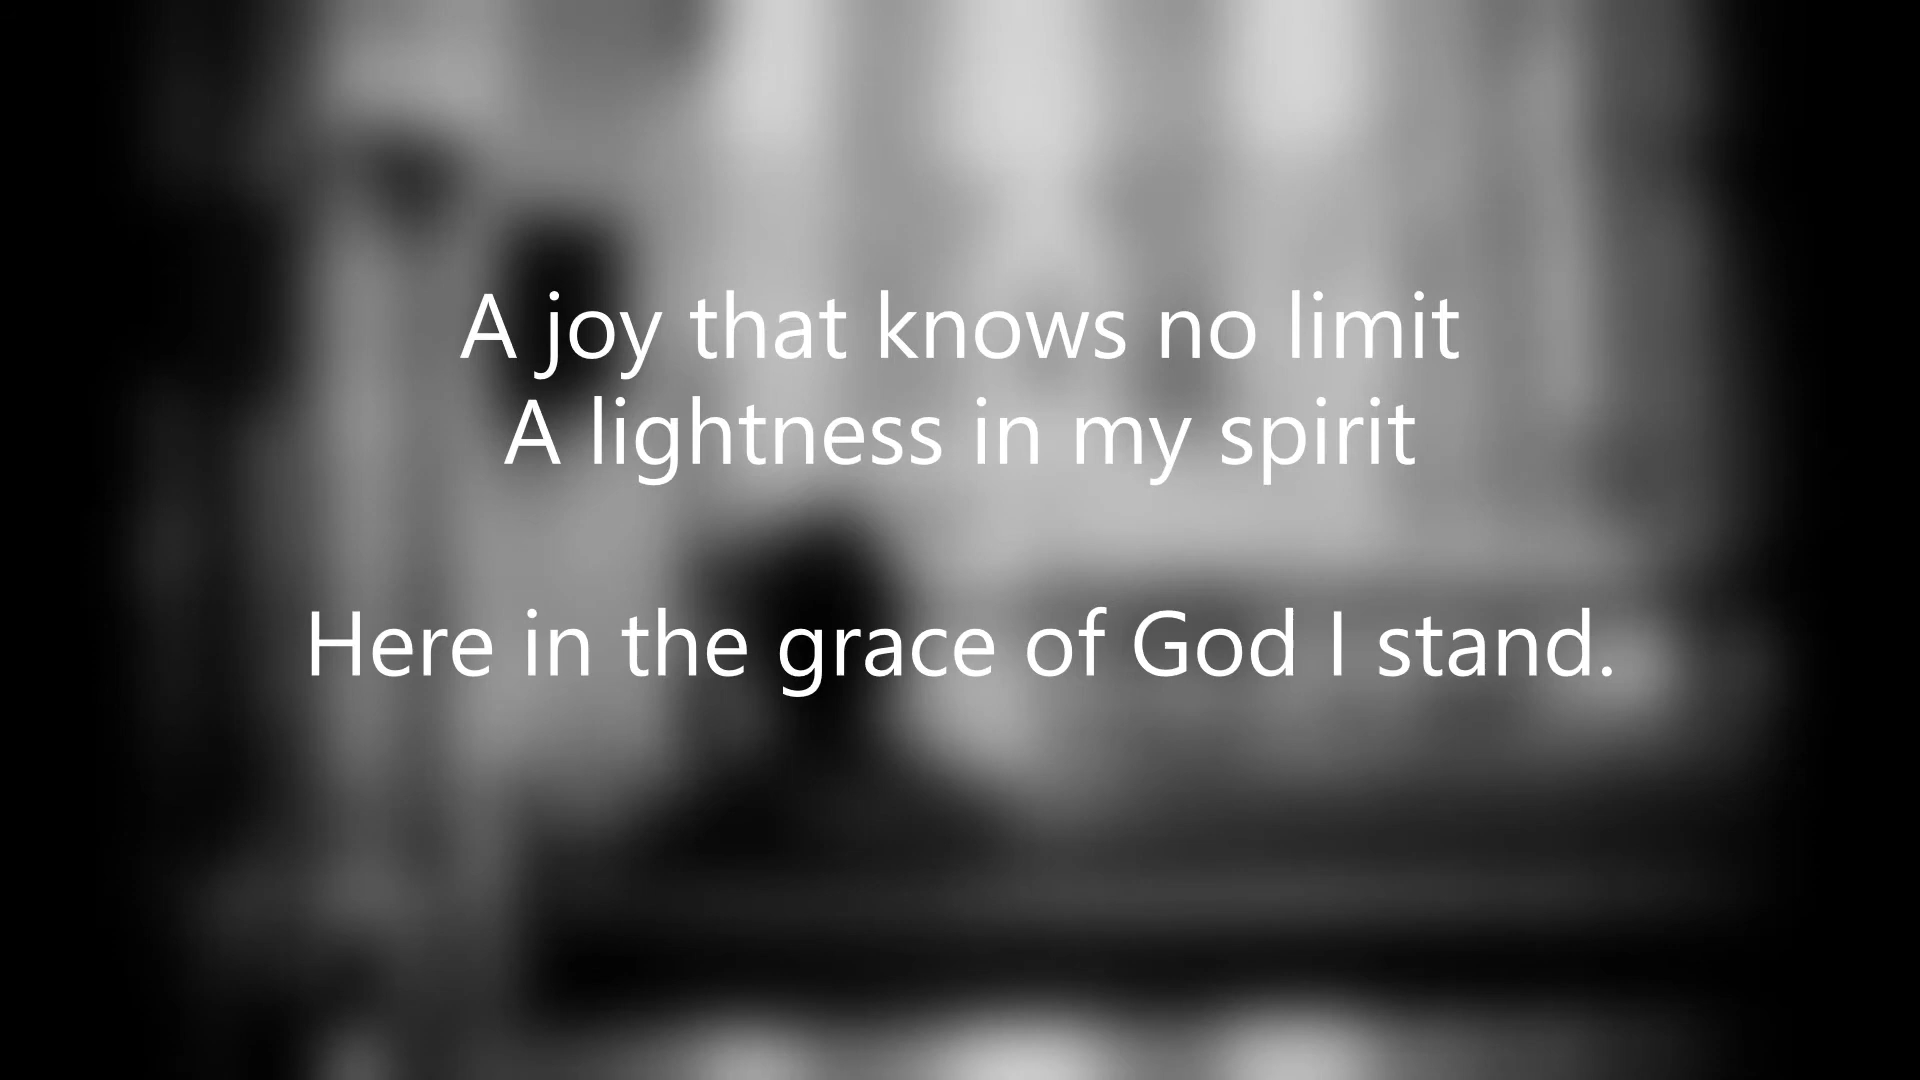 A joy that knows no limit
A lightness in my spirit
Here in the grace of God I stand.